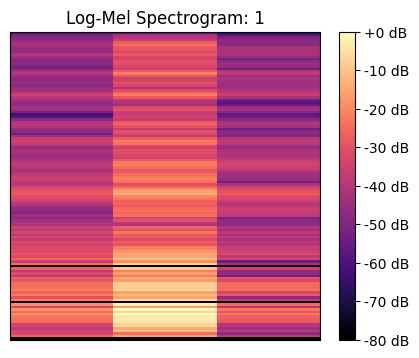 Log-Mel Spectrogram: 1
+0 dB
-10 dB
-20 dB
-30 dB
-40 dB
-50 dB
-60 dB
-70 dB
-80 dB